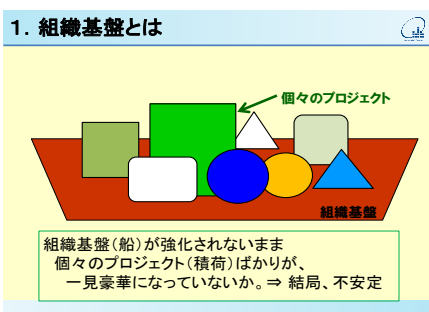 1. 組織基盤とは
個々のプロジェクト
組織基盤
組織基盤（船）が強化されないまま
個々のプロジェクト（積荷）ばかりが、
一見豪華になっていないか。⇒ 結局、不安定